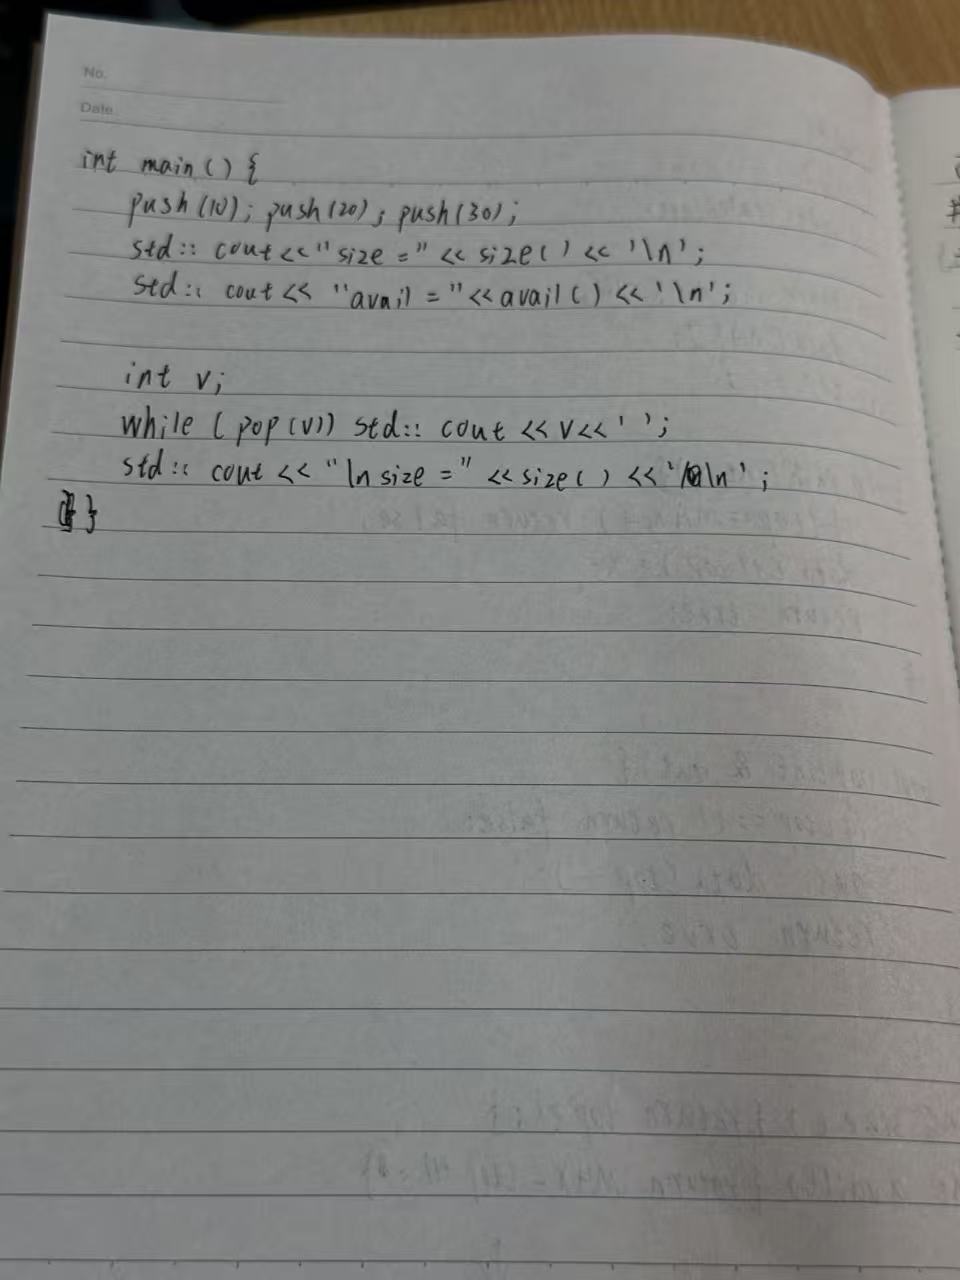 No.
Date.
int main() {
push(10); push(20); push(30);
std:: cout<<"size ="<< size() << '\n';
std:: cout << "avail ="<< avail() << '\n';
int v;
while (pop(v)) std:: cout << v<< ' ';
std:: cout << "\n size =" << size() << '\n';
}